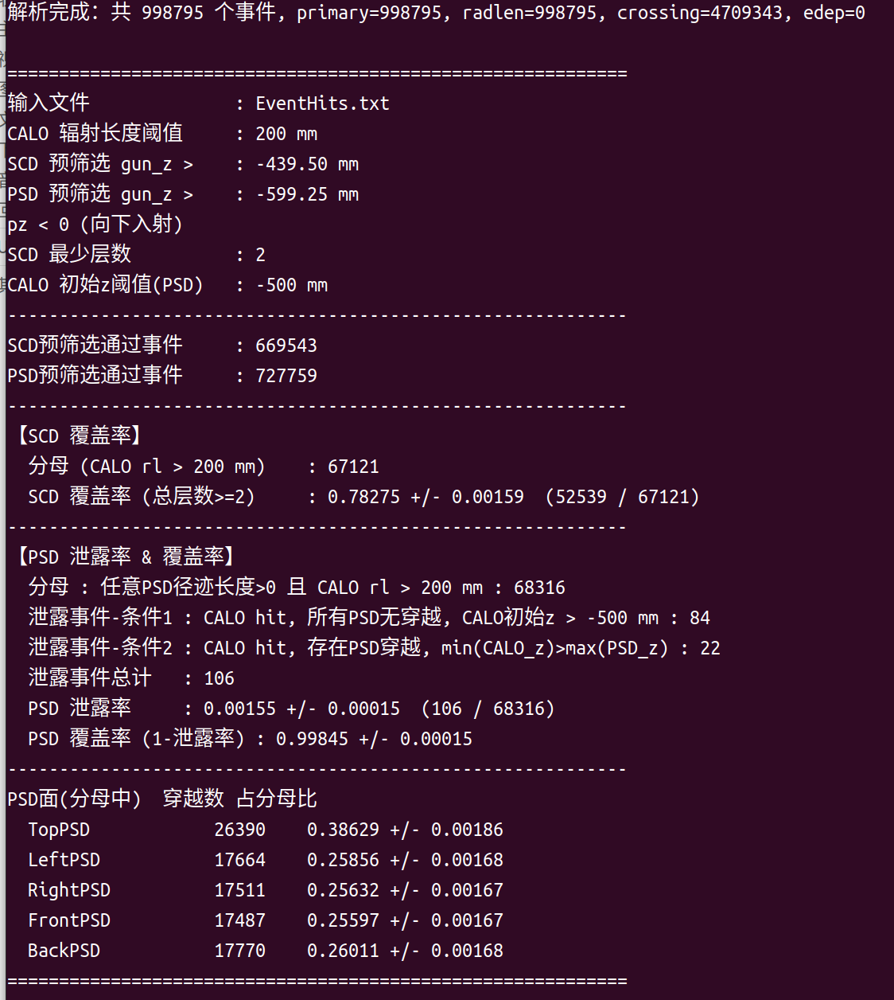 解析完成: 共 998795 个事件, primary=998795, radlen=998795, crossing=4709343, edep=0
============================================================
输入文件 : EventHits.txt
CALO 辐射长度阈值 : 200 mm
SCD 预筛选 gun_z > : -439.50 mm
PSD 预筛选 gun_z > : -599.25 mm
pz < 0 (向下入射)
SCD 最少层数 : 2
CALO 初始z阈值(PSD) : -500 mm
------------------------------------------------------------
SCD预筛选通过事件 : 669543
PSD预筛选通过事件 : 727759
------------------------------------------------------------
【SCD 覆盖率】
分母 (CALO rl > 200 mm) : 67121
SCD 覆盖率 (总层数>=2) : 0.78275 +/- 0.00159 (52539 / 67121)
------------------------------------------------------------
【PSD 泄露率 & 覆盖率】
分母 : 任意PSD径迹长度>0 且 CALO rl > 200 mm : 68316
泄露事件-条件1 : CALO hit, 所有PSD无穿越, CALO初始z > -500 mm : 84
泄露事件-条件2 : CALO hit, 存在PSD穿越, min(CALO_z)>max(PSD_z) : 22
泄露事件总计 : 106
PSD 泄露率 : 0.00155 +/- 0.00015 (106 / 68316)
PSD 覆盖率 (1-泄露率) : 0.99845 +/- 0.00015
------------------------------------------------------------
PSD面(分母中) 穿越数 占分母比
TopPSD 26390 0.38629 +/- 0.00186
LeftPSD 17664 0.25856 +/- 0.00168
RightPSD 17511 0.25632 +/- 0.00167
FrontPSD 17487 0.25597 +/- 0.00167
BackPSD 17770 0.26011 +/- 0.00168
============================================================